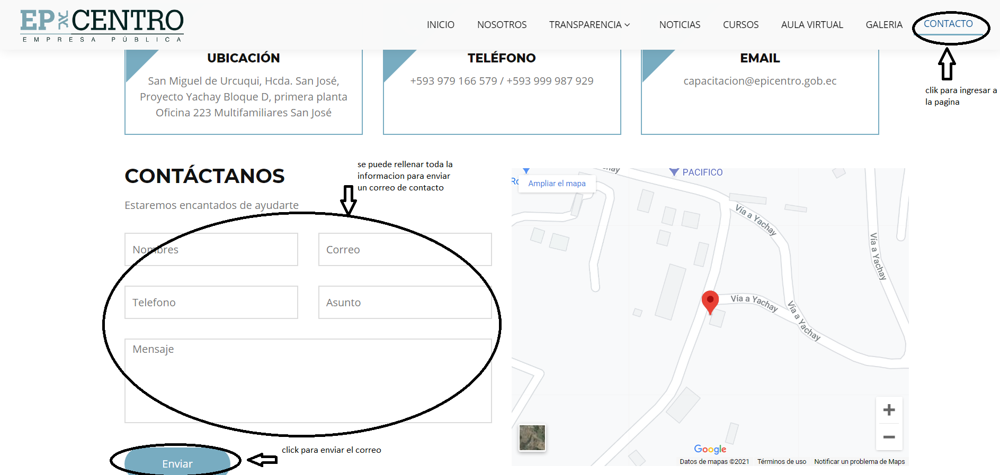 EP CENTRO
EMPRESA PÚBLICA
INICIO
NOSOTROS
TRANSPARENCIA
NOTICIAS
CURSOS
AULA VIRTUAL
GALERIA
CONTACTO
clik para ingresar a
la pagina
UBICACIÓN
San Miguel de Urcuqui, Hcda. San José,
Proyecto Yachay Bloque D, primera planta
Oficina 223 Multifamiliares San José
TELÉFONO
+593 979 166 579 / +593 999 987 929
EMAIL
capacitacion@epicentro.gob.ec
CONTÁCTANOS
Estaremos encantados de ayudarte
se puede rellenar toda la
informacion para enviar
un correo de contacto
Nombres
Correo
Telefono
Asunto
Mensaje
Enviar
click para enviar el correo
Ampliar el mapa
PACIFICO
Vía a Yachay
Vía a Yachay
Vía a Yachay
Vía a Yachay
Google
Datos de mapas ©2021
Términos de uso
Notificar un problema de Maps